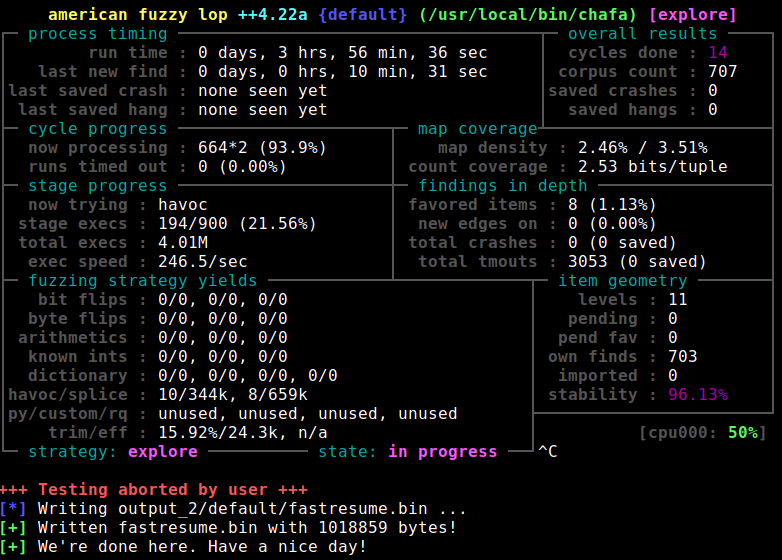 american fuzzy lop ++4.22a {default} (/usr/local/bin/chafa) [explore]
process timing overall results
run time : 0 days, 3 hrs, 56 min, 36 sec cycles done : 14
last new find : 0 days, 0 hrs, 10 min, 31 sec corpus count : 707
last saved crash : none seen yet saved crashes : 0
last saved hang : none seen yet saved hangs : 0
cycle progress map coverage
now processing : 664*2 (93.9%) map density : 2.46% / 3.51%
runs timed out : 0 (0.00%) count coverage : 2.53 bits/tuple
stage progress findings in depth
now trying : havoc favored items : 8 (1.13%)
stage execs : 194/900 (21.56%) new edges on : 0 (0.00%)
total execs : 4.01M total crashes : 0 (0 saved)
exec speed : 246.5/sec total tmouts : 3053 (0 saved)
fuzzing strategy yields item geometry
bit flips : 0/0, 0/0, 0/0 levels : 11
byte flips : 0/0, 0/0, 0/0 pending : 0
arithmetics : 0/0, 0/0, 0/0 pend fav : 0
known ints : 0/0, 0/0, 0/0 own finds : 703
dictionary : 0/0, 0/0, 0/0, 0/0 imported : 0
havoc/splice : 10/344k, 8/659k stability : 96.13%
py/custom/rq : unused, unused, unused, unused
trim/eff : 15.92%/24.3k, n/a [cpu000: 50%]
strategy: explore state: in progress ^C
+++ Testing aborted by user +++
[*] Writing output_2/default/fastresume.bin ...
[+] Written fastresume.bin with 1018859 bytes!
[+] We're done here. Have a nice day!